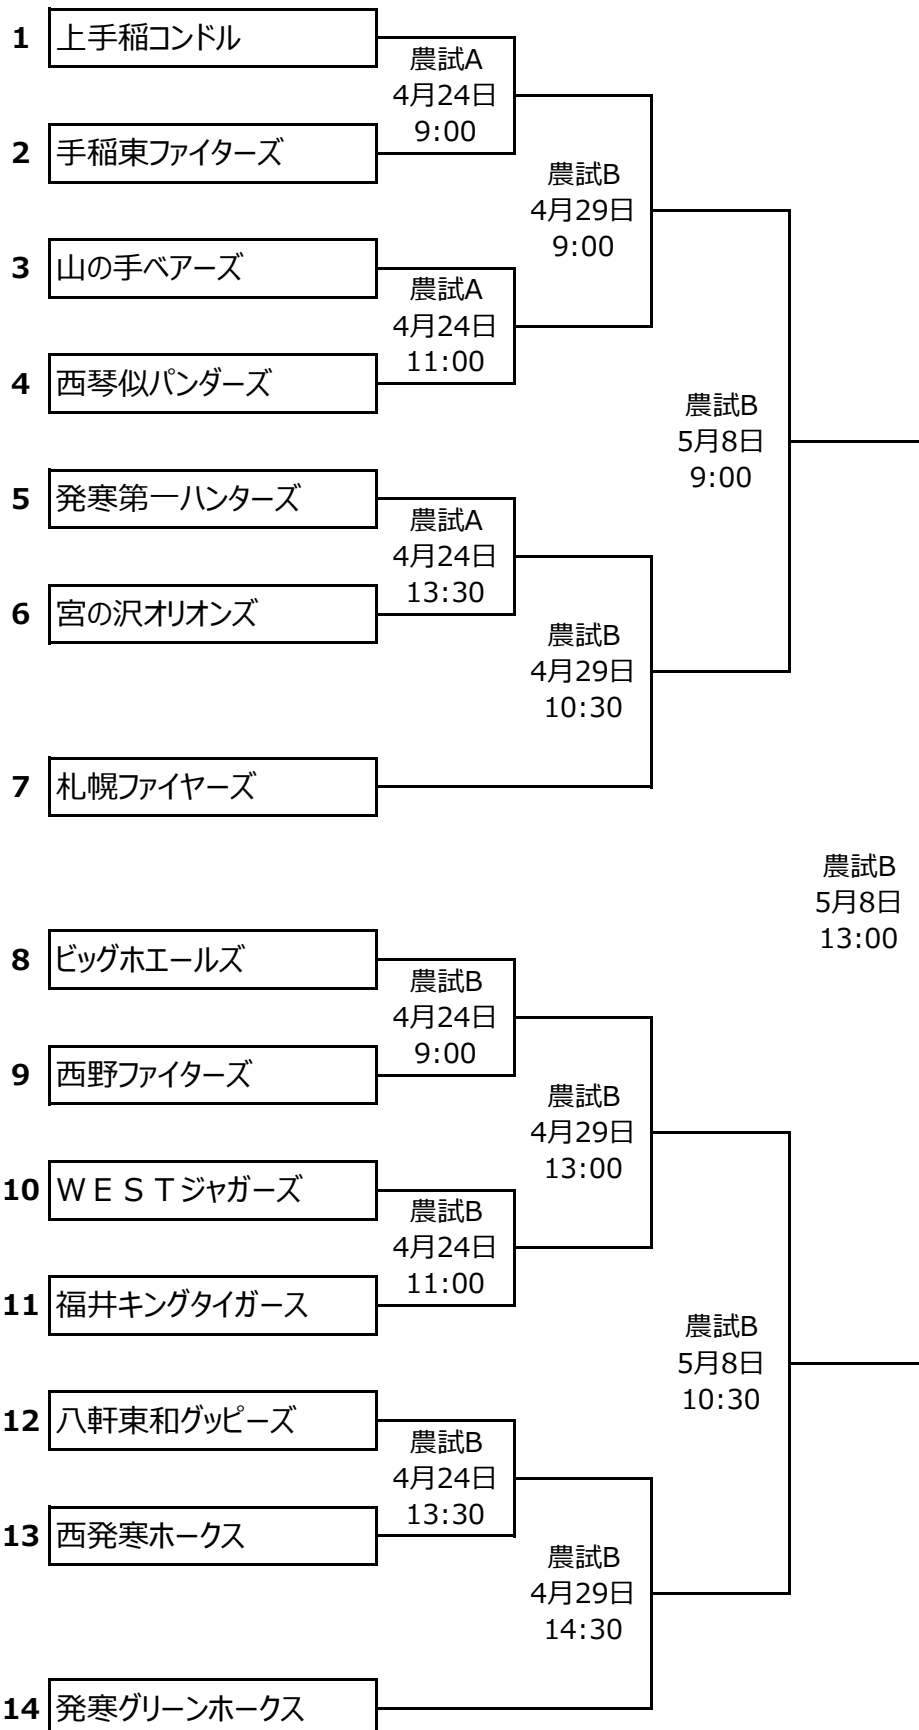 1 上手稲コンドル
農試A
4月24日
9:00
2 手稲東ファイターズ
農試B
4月29日
9:00
3 山の手ベアーズ
農試A
4月24日
11:00
4 西琴似パンダーズ
農試B
5月8日
9:00
5 発寒第一ハンターズ
農試A
4月24日
13:30
6 宮の沢オリオンズ
農試B
4月29日
10:30
7 札幌ファイヤーズ
農試B
5月8日
13:00
8 ビッグホエールズ
農試B
4月24日
9:00
9 西野ファイターズ
農試B
4月29日
13:00
10 ＷＥＳＴジャガーズ
農試B
4月24日
11:00
11 福井キングタイガース
農試B
5月8日
10:30
12 八軒東和グッピーズ
農試B
4月24日
13:30
13 西発寒ホークス
農試B
4月29日
14:30
14 発寒グリーンホークス